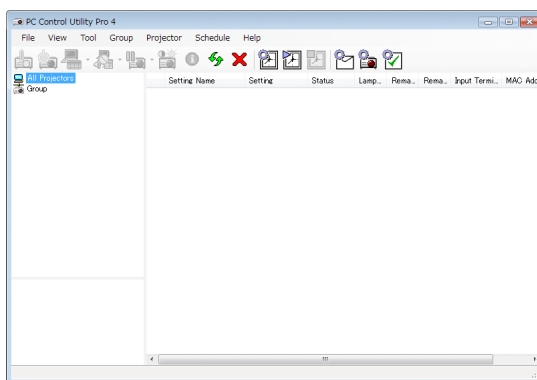 PC Control Utility Pro 4
File View Tool Group Projector Schedule Help
All Projectors
Setting Name Setting Status Lamp... Rema... Rema... Input Termi... MAC Add
Group